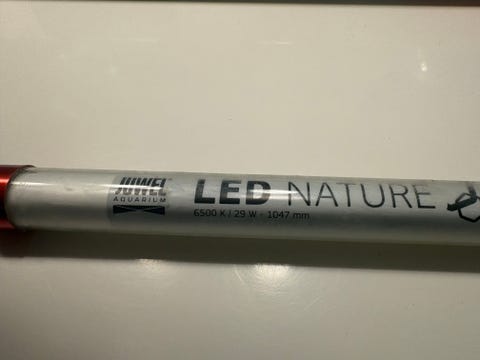 JUWEL
AQUARIUM
LED NATURE
6500 K / 29 W - 1047 mm